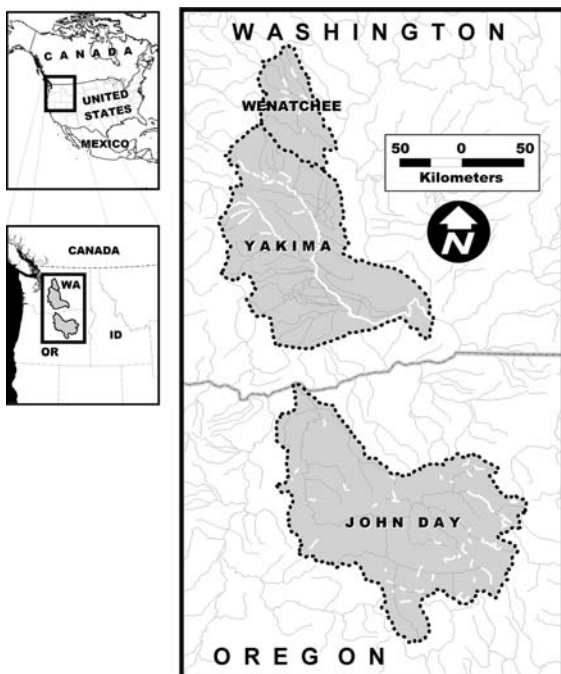 CANADA
UNITED
STATES
MEXICO
CANADA
WA
OR
ID
WASHINGTON
WENATCHEE
50 0 50
Kilometers
N
YAKIMA
JOHN DAY
OREGON